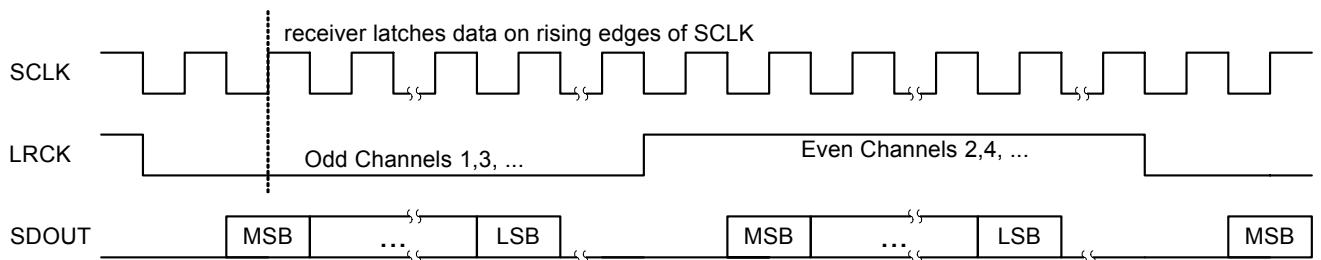 receiver latches data on rising edges of SCLK
SCLK
LRCK
Odd Channels 1,3, ...
Even Channels 2,4, ...
SDOUT
MSB
...
LSB
MSB
...
LSB
MSB